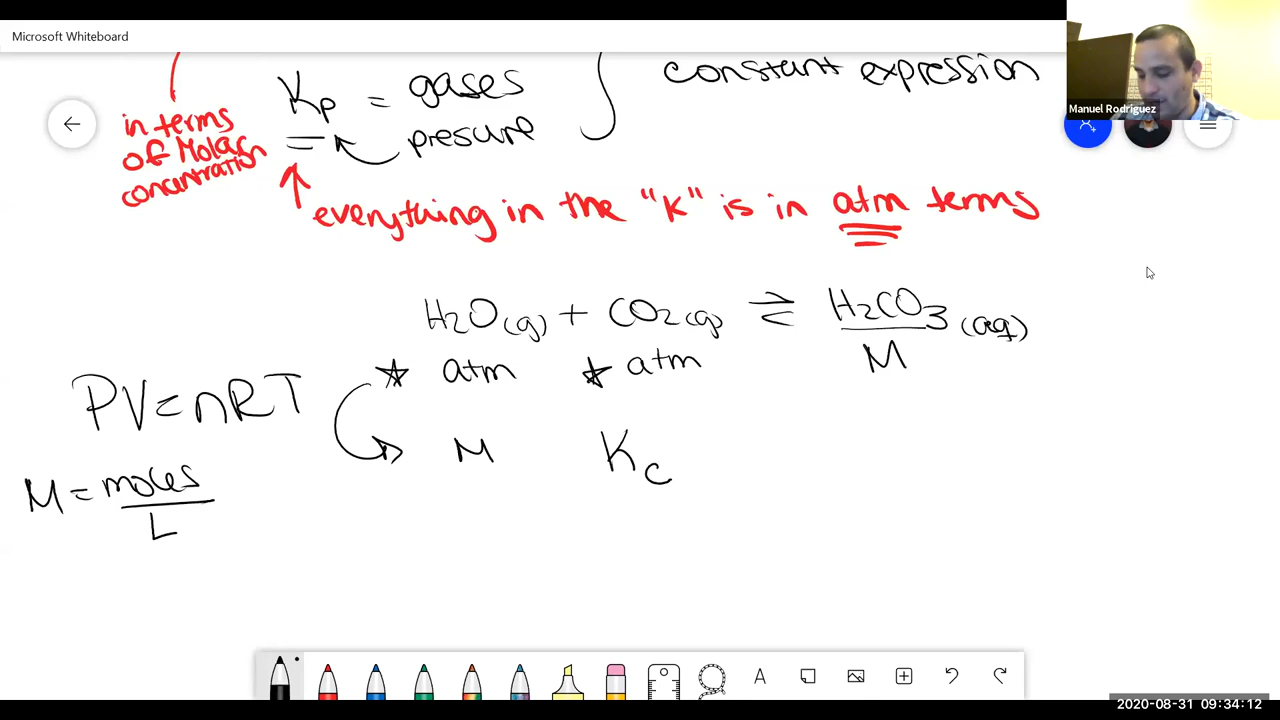 Microsoft Whiteboard
Kp = gases
presure
constant expression
Manuel Rodriguez
in terms
of Molar
concentration
everything in the "K" is in atm terms
H2O(g) + CO2(g) ⇌ H2CO3(aq)
atm atm M
PV=nRT
M Kc
M = moles
L
A
2020-08-31 09:34:12